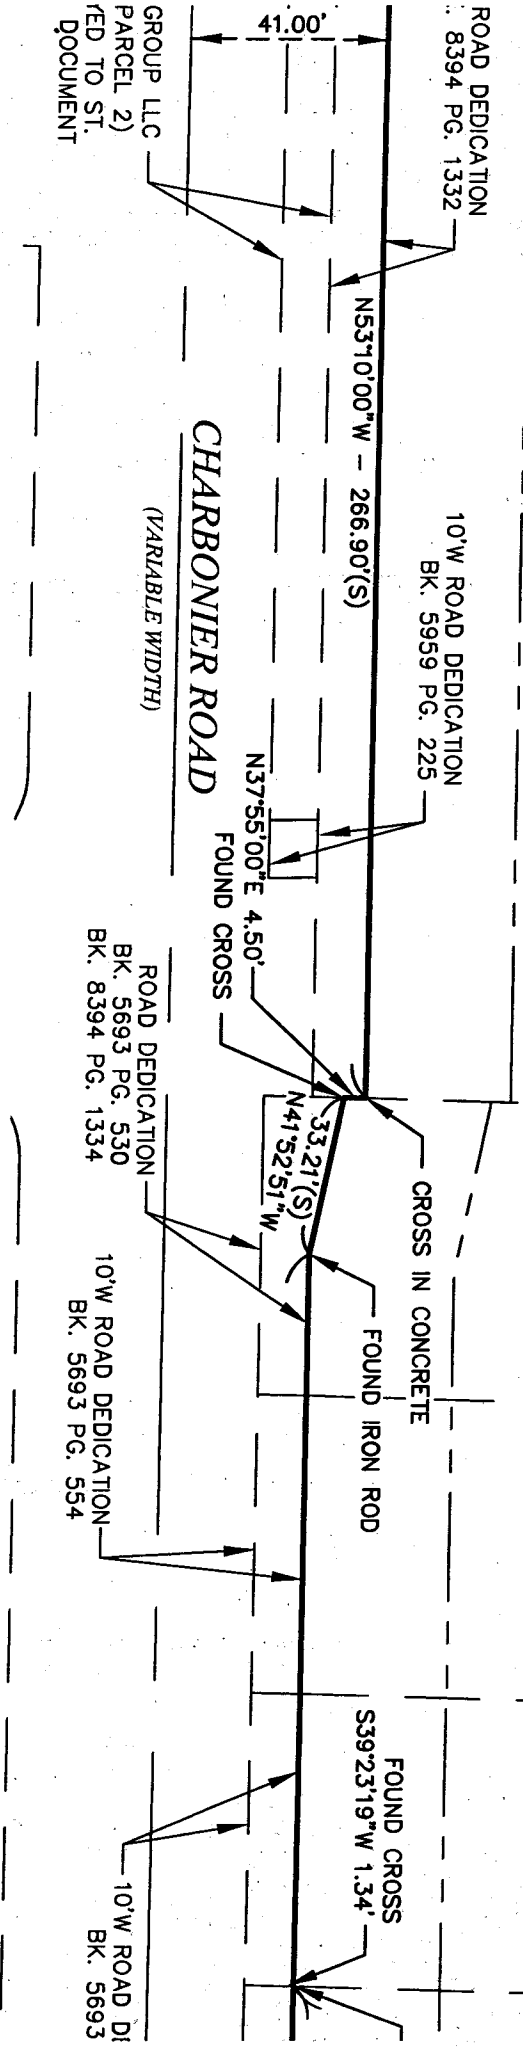 GROUP LLC
PARCEL 2)
YED TO ST.
DOCUMENT
41.00'
ROAD DEDICATION
8394 PG. 1332
N53°10'00"W - 266.90'(S)
CHARBONIER ROAD
(VARIABLE WIDTH)
10'W ROAD DEDICATION
BK. 5959 PG. 225
N37°55'00"E 4.50'
FOUND CROSS
ROAD DEDICATION
BK. 5693 PG. 530
BK. 8394 PG. 1334
33.21'(S)
N41°52'51"W
CROSS IN CONCRETE
FOUND IRON ROD
10'W ROAD DEDICATION
BK. 5693 PG. 554
FOUND CROSS
S39°23'19"W 1.34'
10'W ROAD DE
BK. 5693